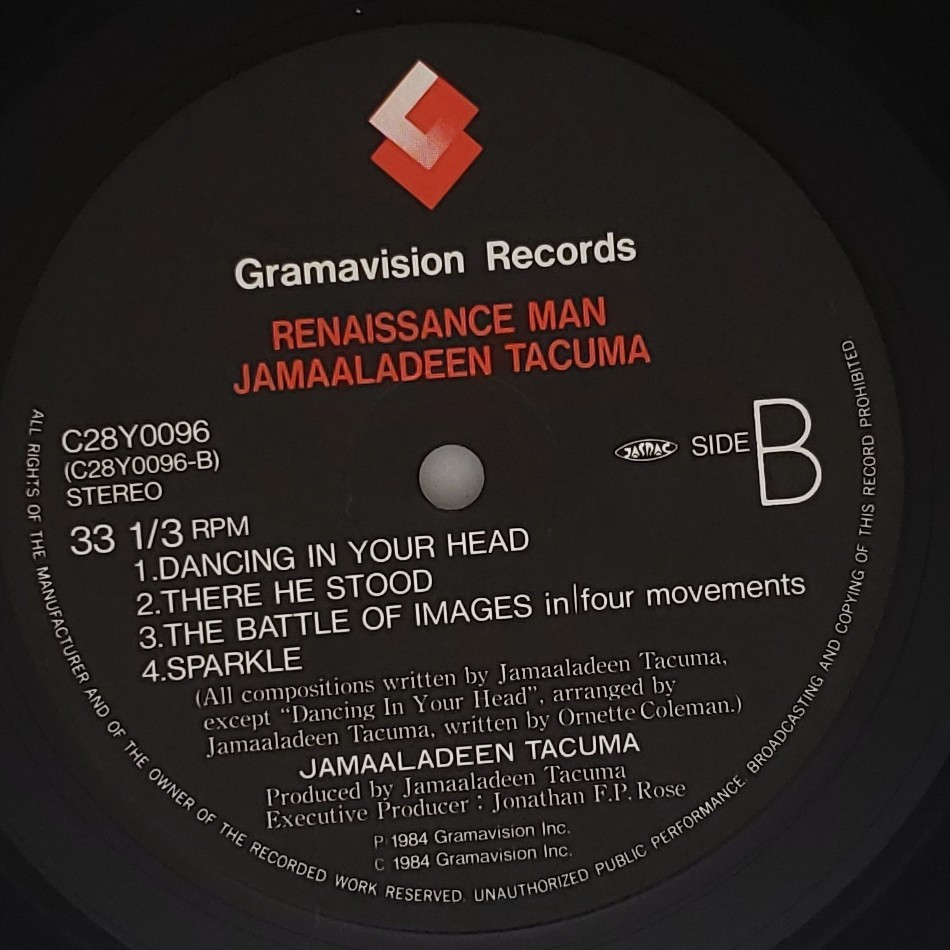 Gramavision Records
RENAISSANCE MAN
JAMAALADEEN TACUMA
C28Y0096
(C28Y0096-B)
STEREO
33 1/3 RPM
JASRAC SIDE B
1.DANCING IN YOUR HEAD
2.THERE HE STOOD
3.THE BATTLE OF IMAGES in|four movements
4.SPARKLE
(All compositions written by Jamaaladeen Tacuma,
except “Dancing In Your Head”, arranged by
Jamaaladeen Tacuma, written by Ornette Coleman.)
JAMAALADEEN TACUMA
Produced by Jamaaladeen Tacuma
Executive Producer : Jonathan F.P. Rose
P 1984 Gramavision Inc.
C 1984 Gramavision Inc.
ALL RIGHTS OF THE MANUFACTURER AND OF THE OWNER OF THE RECORDED WORK RESERVED. UNAUTHORIZED PUBLIC PERFORMANCE. BROADCASTING AND COPYING OF THIS RECORD PROHIBITED